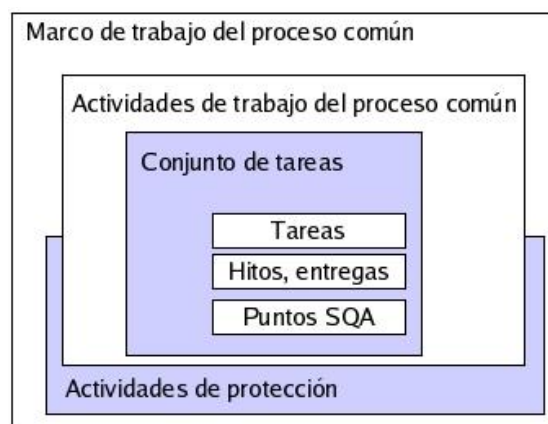 Marco de trabajo del proceso común
Actividades de trabajo del proceso común
Conjunto de tareas
Tareas
Hitos, entregas
Puntos SQA
Actividades de protección